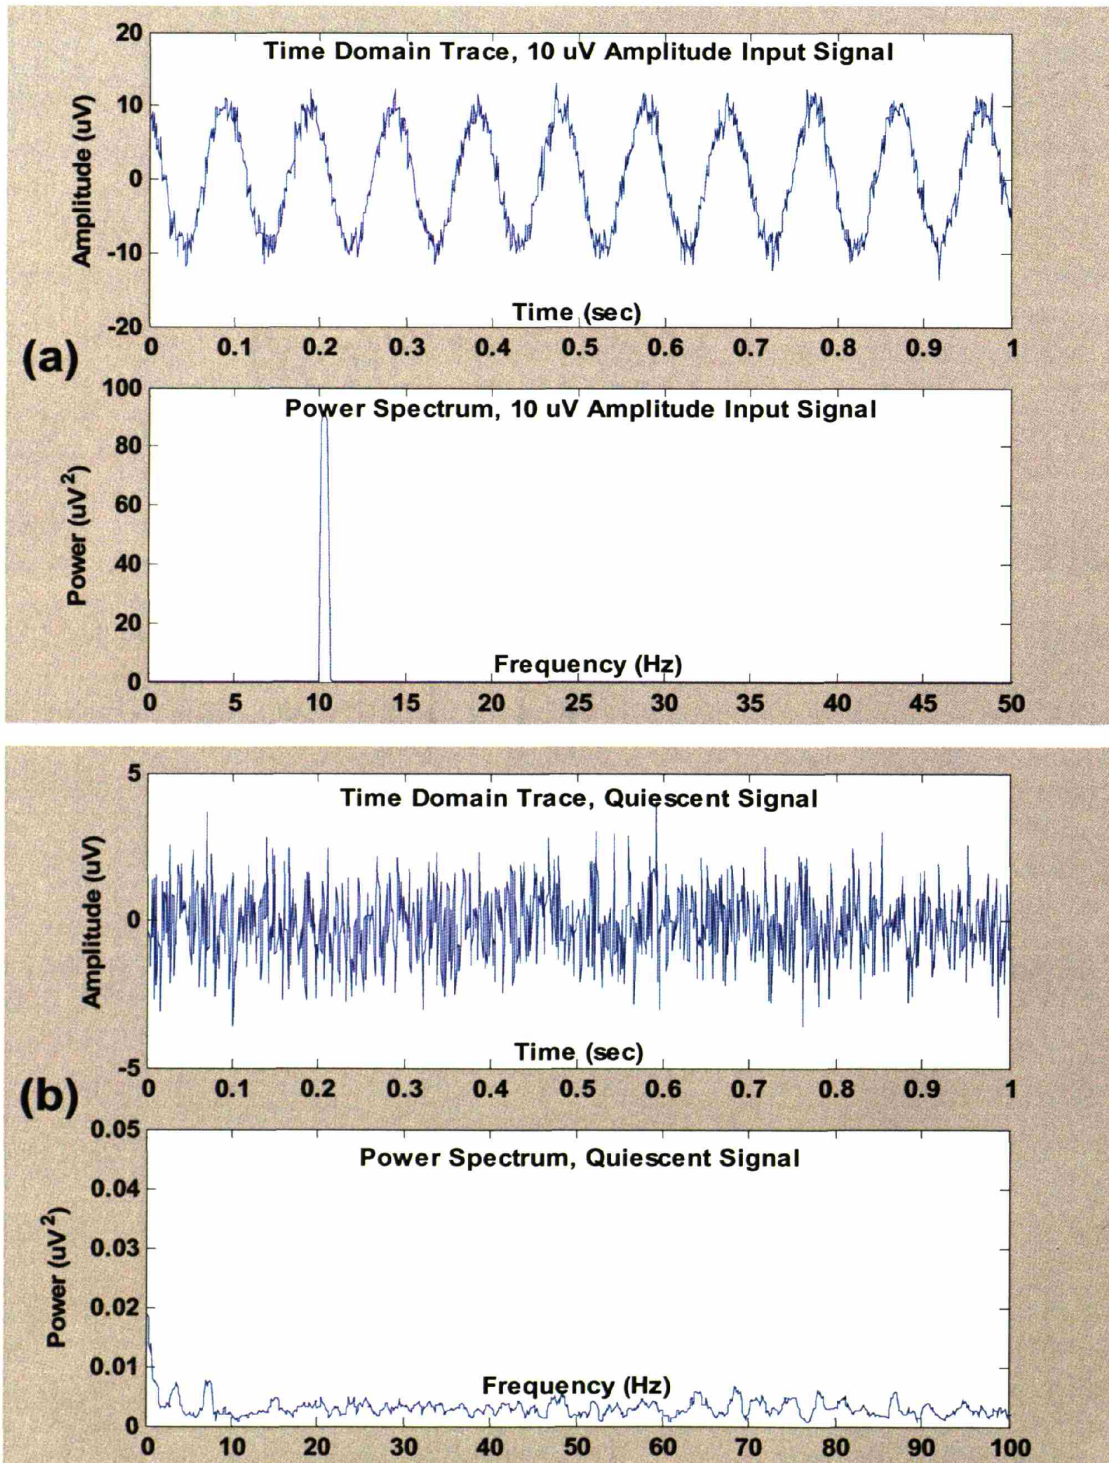 20
Time Domain Trace, 10 uV Amplitude Input Signal
10
Amplitude (uV)
0
-10
Time (sec)
-20
0 0.1 0.2 0.3 0.4 0.5 0.6 0.7 0.8 0.9 1
(a)
100
Power Spectrum, 10 uV Amplitude Input Signal
80
Power (uV2)
60
40
20
Frequency (Hz)
0
0 5 10 15 20 25 30 35 40 45 50
5
Time Domain Trace, Quiescent Signal
Amplitude (uV)
0
Time (sec)
-5
0 0.1 0.2 0.3 0.4 0.5 0.6 0.7 0.8 0.9 1
(b)
0.05
Power Spectrum, Quiescent Signal
0.04
Power (uV2)
0.03
0.02
0.01
Frequency (Hz)
0
0 10 20 30 40 50 60 70 80 90 100